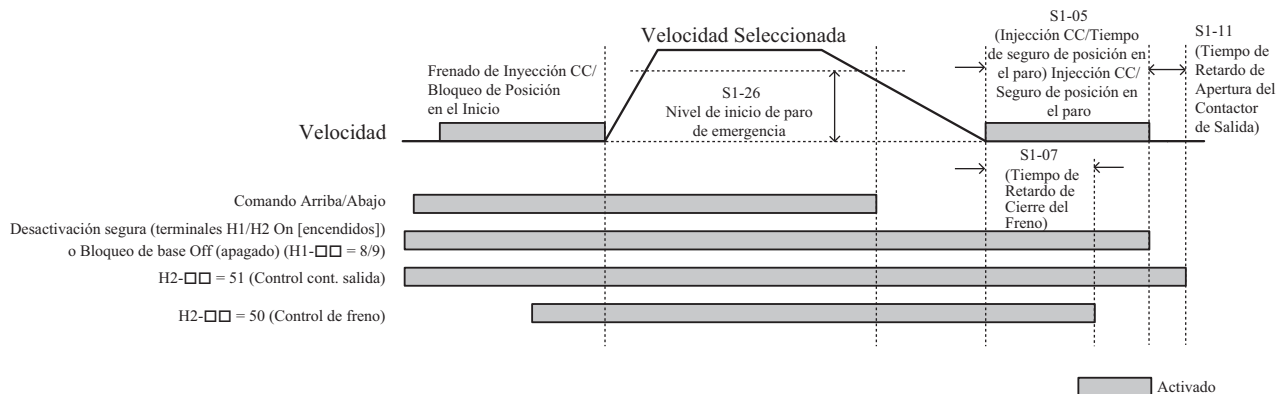 Velocidad Seleccionada
Frenado de Inyección CC/
Bloqueo de Posición
en el Inicio
S1-26
Nivel de inicio de paro
de emergencia
S1-05
(Injección CC/Tiempo
de seguro de posición en
el paro) Injección CC/
Seguro de posición en
el paro
S1-11
(Tiempo de
Retardo de
Apertura del
Contactor
de Salida)
Velocidad
S1-07
(Tiempo de
Retardo de
Cierre del
Freno)
Comando Arriba/Abajo
Desactivación segura (terminales H1/H2 On [encendidos])
o Bloqueo de base Off (apagado) (H1-□□ = 8/9)
H2-□□ = 51 (Control cont. salida)
H2-□□ = 50 (Control de freno)
Activado